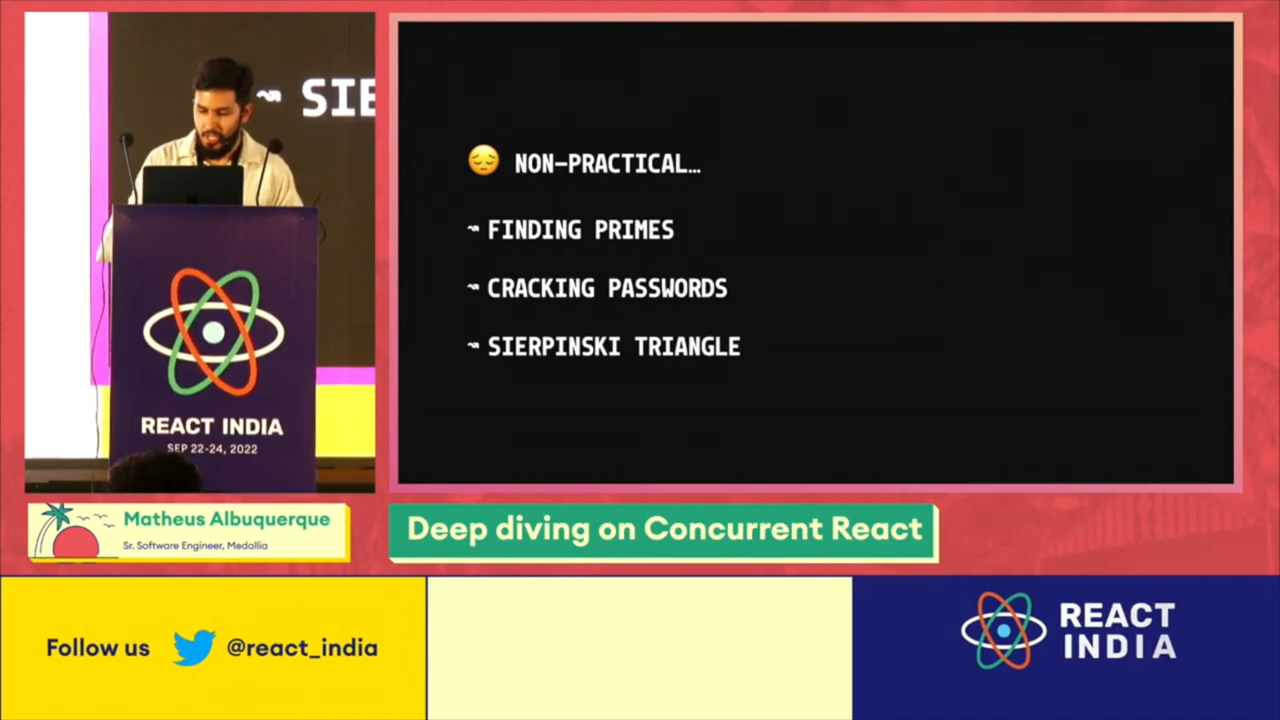 ↝ SIE
REACT INDIA
SEP 22-24, 2022
😔 NON-PRACTICAL…
↝ FINDING PRIMES
↝ CRACKING PASSWORDS
↝ SIERPINSKI TRIANGLE
Matheus Albuquerque
Sr. Software Engineer, Medallia
Deep diving on Concurrent React
Follow us @react_india
REACT
INDIA